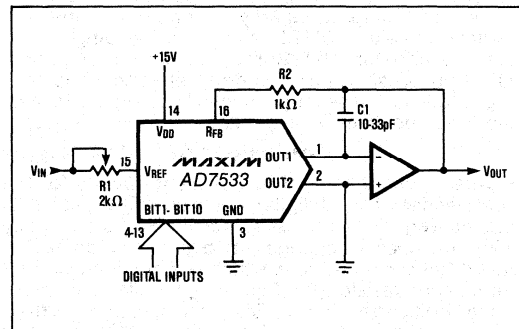 +15V
R2
1kΩ
C1
10-33pF
14
16
VDD
RFB
OUT1
1
MAXIM
AD7533
VIN
15
VREF
R1
2kΩ
OUT2
2
VOUT
BIT1- BIT10
GND
4-13
3
DIGITAL INPUTS
-
+